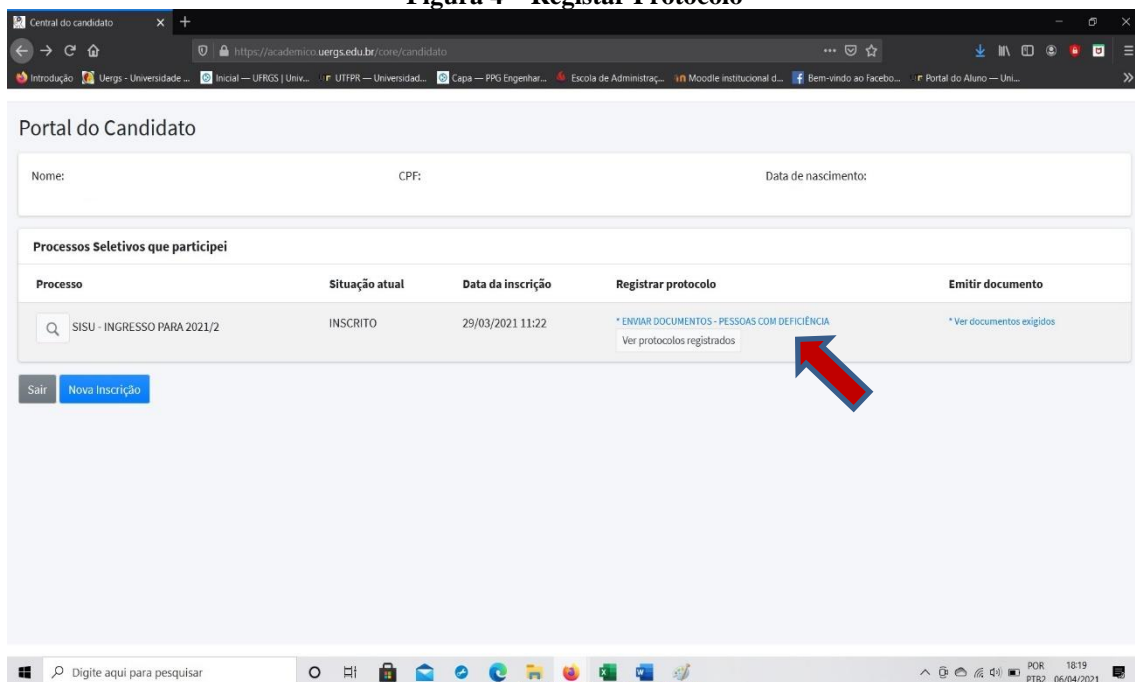 Figura 4 – Registar Protocolo
Central do candidato
https://academico.uergs.edu.br/core/candidato
Introdução Uergs - Universidade ... Inicial — UFRGS | Univ... UTFPR — Universidad... Capa — PPG Engenhar... Escola de Administraç... Moodle institucional d... Bem-vindo ao Facebo... Portal do Aluno — Uni...
Portal do Candidato
Nome: CPF: Data de nascimento:
Processos Seletivos que participei
Processo Situação atual Data da inscrição Registrar protocolo Emitir documento
SISU - INGRESSO PARA 2021/2 INSCRITO 29/03/2021 11:22 * ENVIAR DOCUMENTOS - PESSOAS COM DEFICIÊNCIA * Ver documentos exigidos
Ver protocolos registrados
Sair Nova Inscrição
Digite aqui para pesquisar POR 18:19
PTB2 06/04/2021